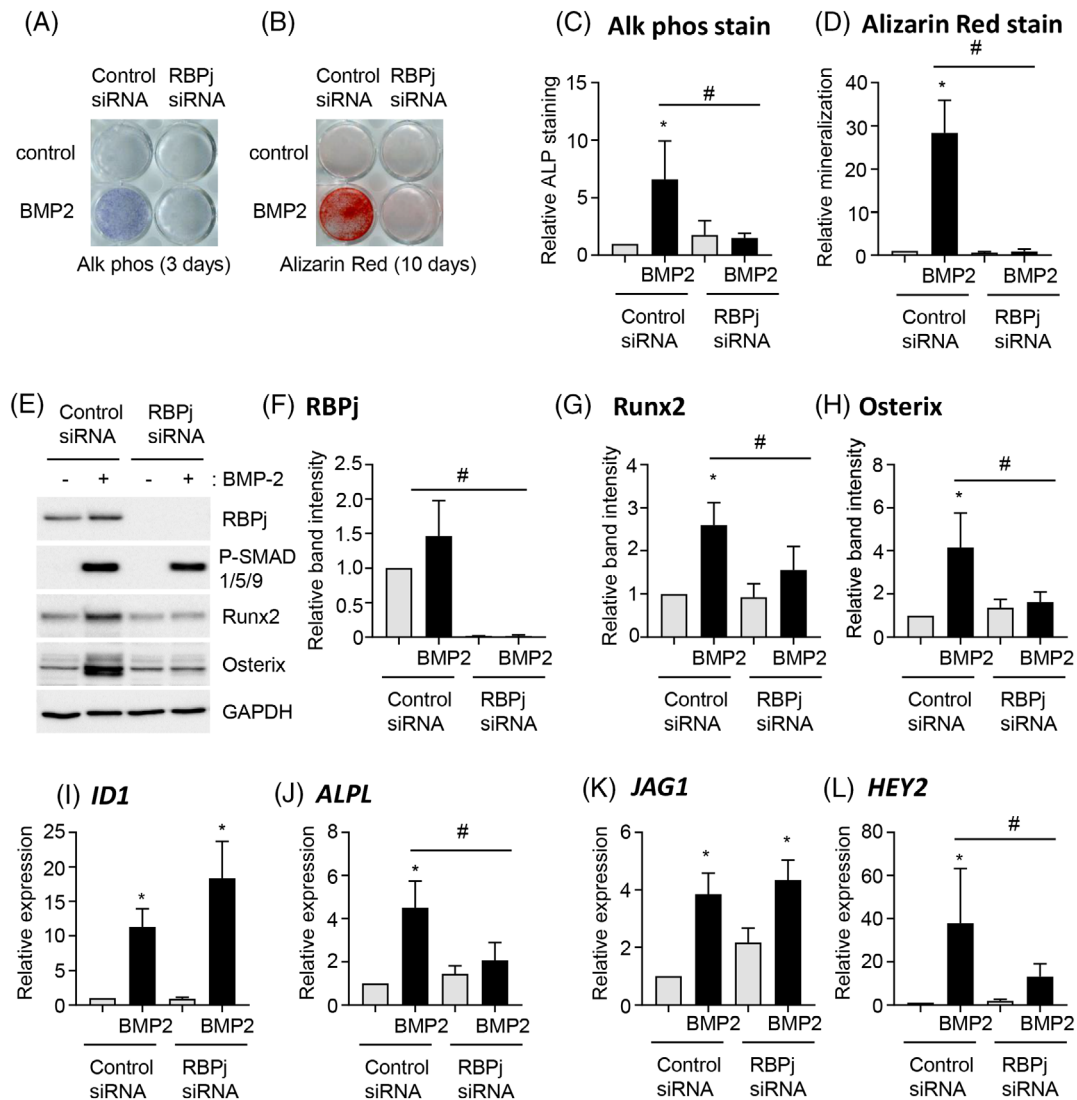 (A)
Control RBPj
siRNA siRNA
control
BMP2
Alk phos (3 days)
(B)
Control RBPj
siRNA siRNA
control
BMP2
Alizarin Red (10 days)
(C) Alk phos stain
Relative ALP staining
15
10
5
0
*
#
BMP2 BMP2
Control RBPj
siRNA siRNA
(D) Alizarin Red stain
Relative mineralization
40
30
20
10
0
*
#
BMP2 BMP2
Control RBPj
siRNA siRNA
(E)
Control RBPj
siRNA siRNA
- + - + : BMP-2
RBPj
P-SMAD
1/5/9
Runx2
Osterix
GAPDH
(F) RBPj
Relative band intensity
2.5
2.0
1.5
1.0
0.5
0
#
BMP2 BMP2
Control RBPj
siRNA siRNA
(G) Runx2
Relative band intensity
4
3
2
1
0
*
#
BMP2 BMP2
Control RBPj
siRNA siRNA
(H) Osterix
Relative band intensity
8
6
4
2
0
*
#
BMP2 BMP2
Control RBPj
siRNA siRNA
(I) ID1
Relative expression
25
20
15
10
5
0
*
*
BMP2 BMP2
Control RBPj
siRNA siRNA
(J) ALPL
Relative expression
8
6
4
2
0
*
#
BMP2 BMP2
Control RBPj
siRNA siRNA
(K) JAG1
Relative expression
6
4
2
0
* *
BMP2 BMP2
Control RBPj
siRNA siRNA
(L) HEY2
Relative expression
80
60
40
20
0
*
#
BMP2 BMP2
Control RBPj
siRNA siRNA